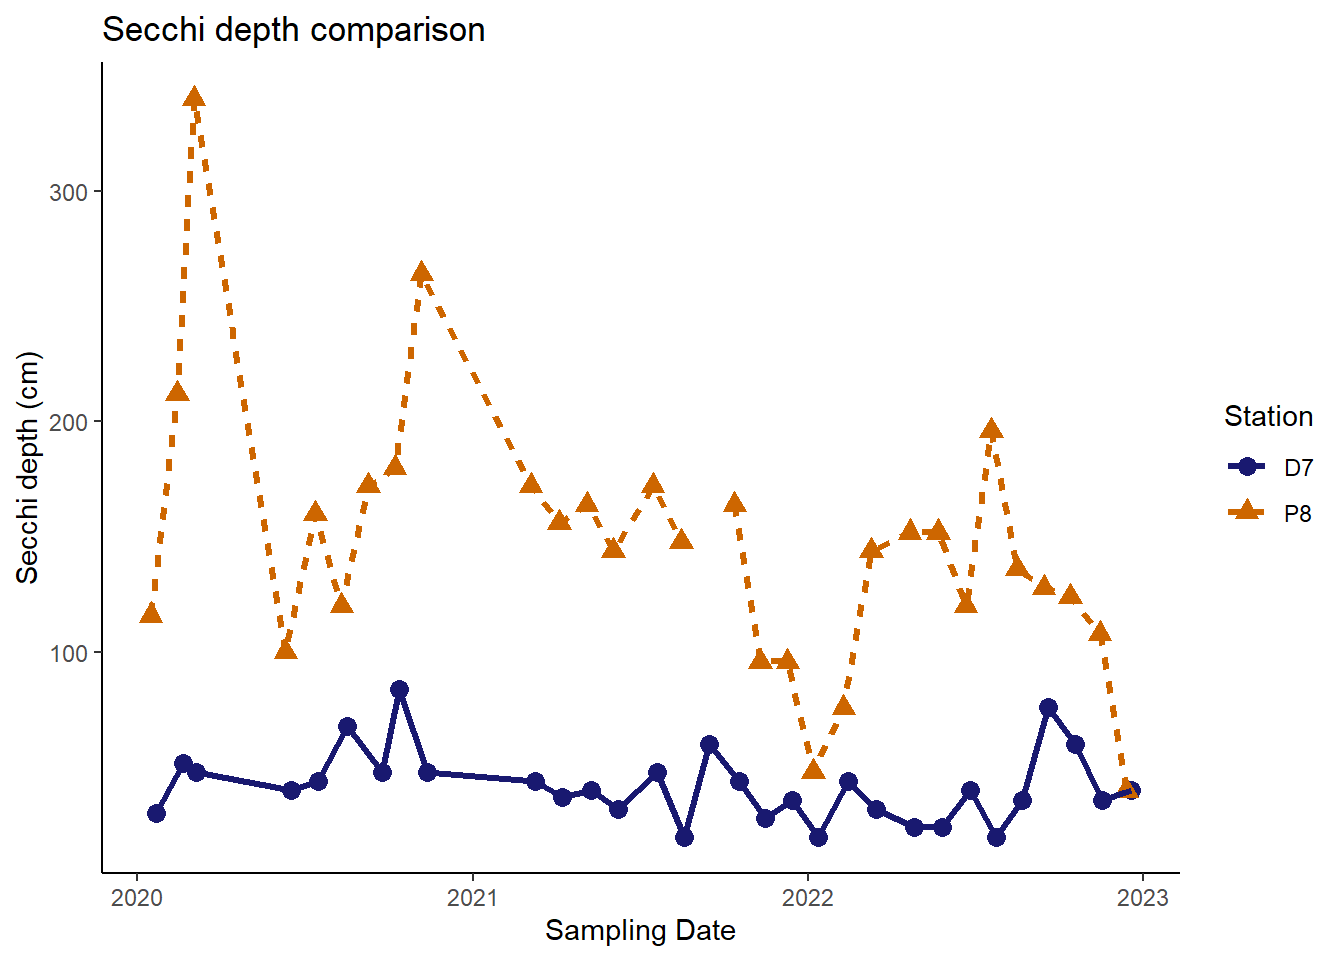 Secchi depth comparison
Secchi depth (cm)
300
200
100
2020
2021
2022
2023
Sampling Date
Station
D7
P8